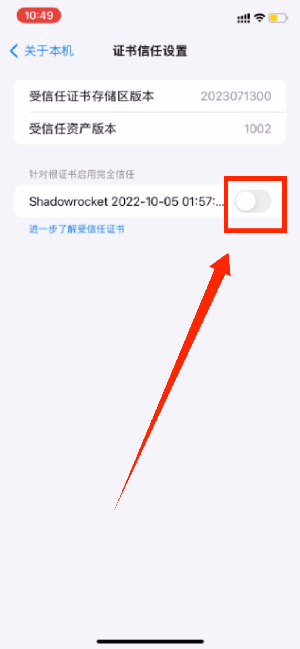 10:49
关于本机
证书信任设置
受信任证书存储区版本 2023071300
受信任资产版本 1002
针对根证书启用完全信任
Shadowrocket 2022-10-05 01:57:...
进一步了解受信任证书